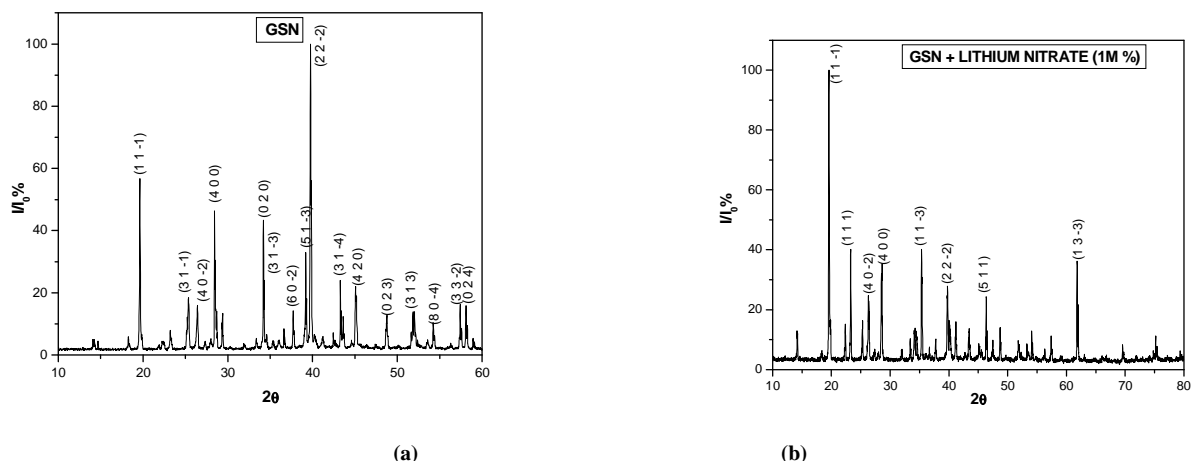 GSN
100
80
60
40
20
0
I/I0%
(1 1 -1)
(3 1 -1)
(4 0 -2)
(4 0 0)
(0 2 0)
(3 1 -3)
(6 0 -2)
(5 1 -3)
(2 2 -2)
(3 1 -4)
(4 2 0)
(0 2 3)
(3 1 3)
(8 0 -4)
(3 3 -2)
(0 2 4)
10 20 30 40 50 60
2θ
(a)
GSN + LITHIUM NITRATE (1M %)
100
80
60
40
20
0
I/I0%
(1 1 -1)
(1 1 1)
(4 0 -2)
(4 0 0)
(1 1 -3)
(2 2 -2)
(5 1 1)
(1 3 -3)
10 20 30 40 50 60 70 80
2θ
(b)